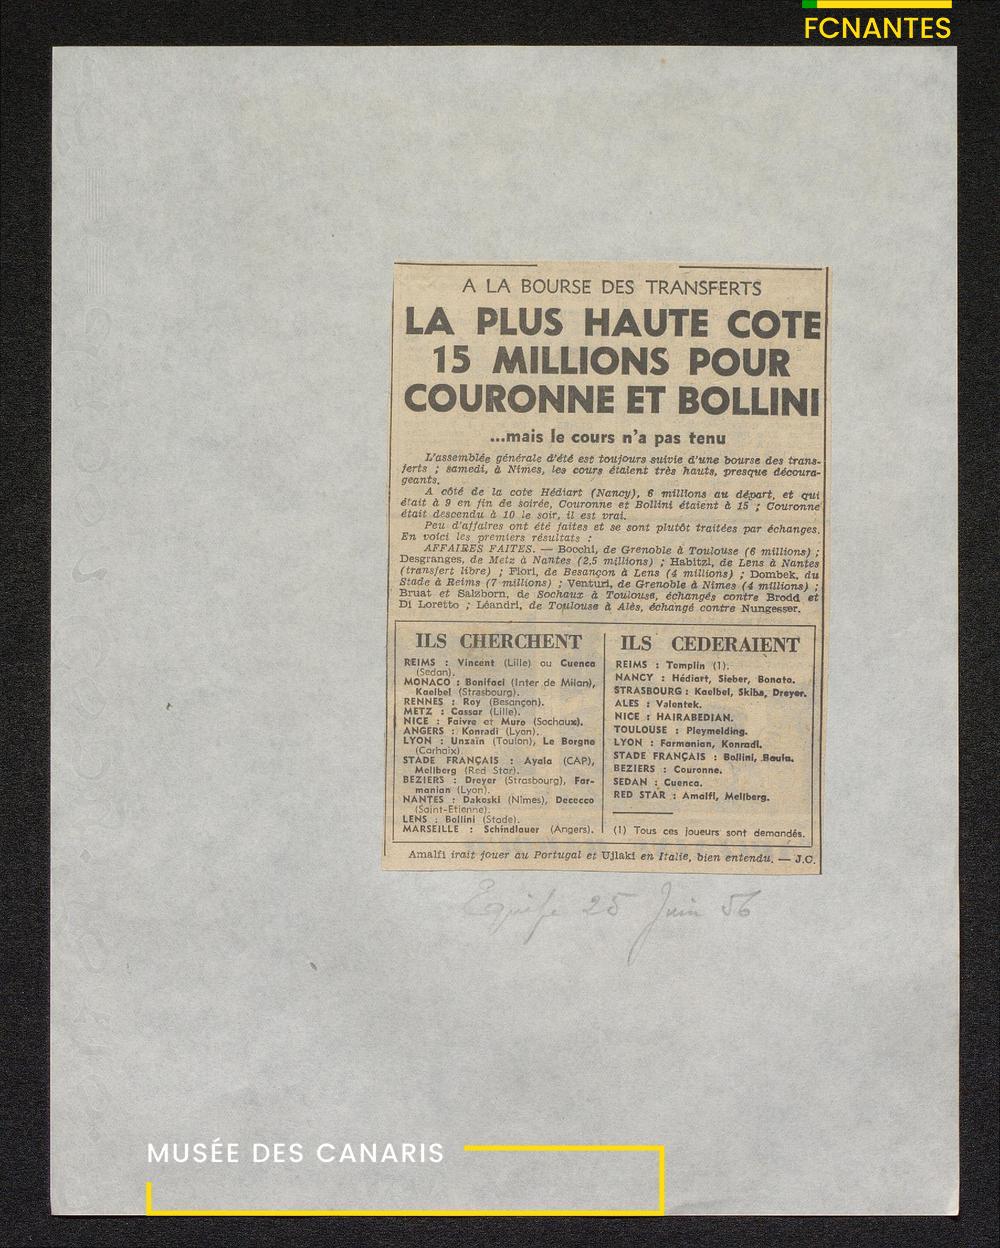 FCNANTES
A LA BOURSE DES TRANSFERTS
LA PLUS HAUTE COTE
15 MILLIONS POUR
COURONNE ET BOLLINI
...mais le cours n'a pas tenu
L'assemblée générale d'été est toujours suivie d'une bourse des trans-
ferts ; samedi, à Nimes, les cours étaient très hauts, presque découra-
geants.
A côté de la cote Hédiart (Nancy), 6 millions au départ, et qui
était à 9 en fin de soirée, Couronne et Bollini étaient à 15 ; Couronne
était descendu à 10 le soir, il est vrai.
Peu d'affaires ont été faites et se sont plutôt traitées par échanges.
En voici les premiers résultats :
AFFAIRES FAITES. — Bocchi, de Grenoble à Toulouse (6 millions) ;
Desgranges, de Metz à Nantes (2,5 millions) ; Habitzl, de Lens à Nantes
(transfert libre) ; Fiori, de Besançon à Lens (4 millions) ; Dombek, du
Stade à Reims (7 millions) ; Venturi, de Grenoble à Nimes (4 millions) ;
Bruat et Salzborn, de Sochaux à Toulouse, échangés contre Brodd et
Di Loretto ; Léandri, de Toulouse à Alès, échangé contre Nungesser.
ILS CHERCHENT
REIMS : Vincent (Lille) ou Cuenca
(Sedan).
MONACO : Bonifaci (Inter de Milan),
Kaelbel (Strasbourg).
RENNES : Roy (Besançon).
METZ : Cassar (Lille).
NICE : Faivre et Muro (Sochaux).
ANGERS : Konradi (Lyon).
LYON : Unzain (Toulon), Le Borgne
(Carhaix).
STADE FRANÇAIS : Ayala (CAP),
Mellberg (Red Star).
BEZIERS : Dreyer (Strasbourg), Far-
manian (Lyon).
NANTES : Dakoski (Nîmes), Dececco
(Saint-Etienne).
LENS : Bollini (Stade).
MARSEILLE : Schindlauer (Angers).
ILS CEDERAIENT
REIMS : Templin (1).
NANCY : Hédiart, Sieber, Bonato.
STRASBOURG : Kaelbel, Skiba, Dreyer.
ALES : Valentek.
NICE : HAIRABEDIAN.
TOULOUSE : Pleymelding.
LYON : Farmanian, Konradi.
STADE FRANÇAIS : Bollini, Baula.
BEZIERS : Couronne.
SEDAN : Cuenca.
RED STAR : Amalfi, Mellberg.
(1) Tous ces joueurs sont demandés.
Amalfi irait jouer au Portugal et Ujlaki en Italie, bien entendu. — J.C.
Equipe 25 Juin 56
MUSÉE DES CANARIS